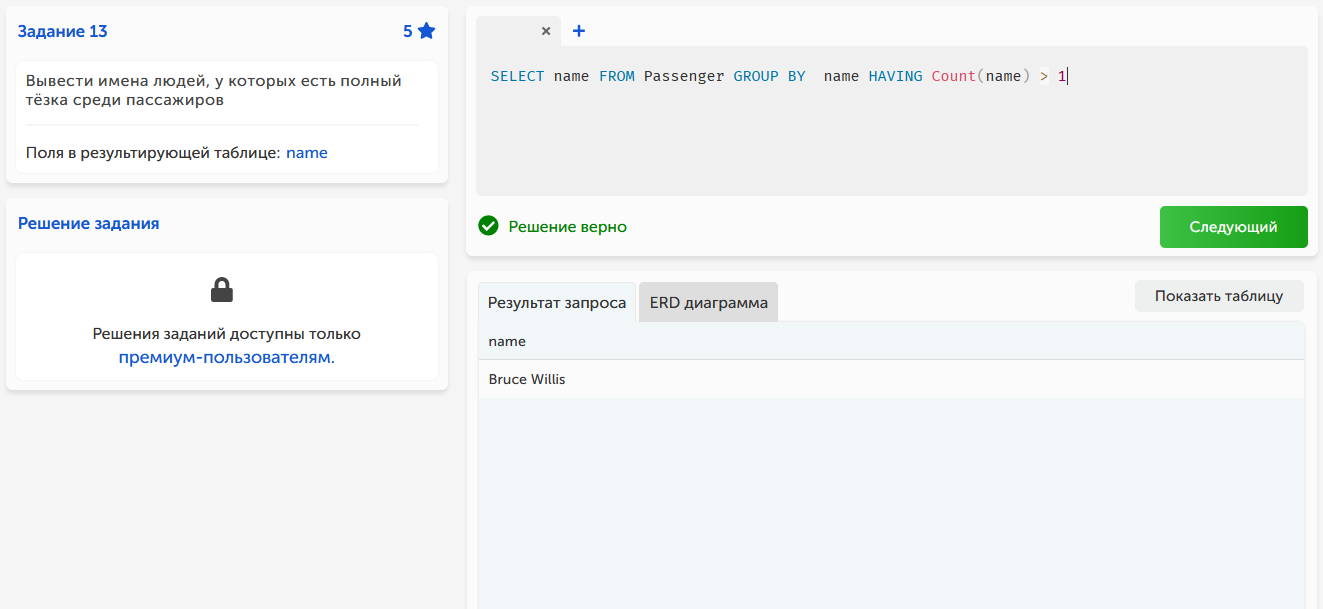 Задание 13
5
Вывести имена людей, у которых есть полный
тёзка среди пассажиров
Поля в результирующей таблице: name
Решение задания
Решения заданий доступны только
премиум-пользователям.
× +
SELECT name FROM Passenger GROUP BY  name HAVING Count(name) > 1
Решение верно
Следующий
Результат запроса
ERD диаграмма
Показать таблицу
name
Bruce Willis